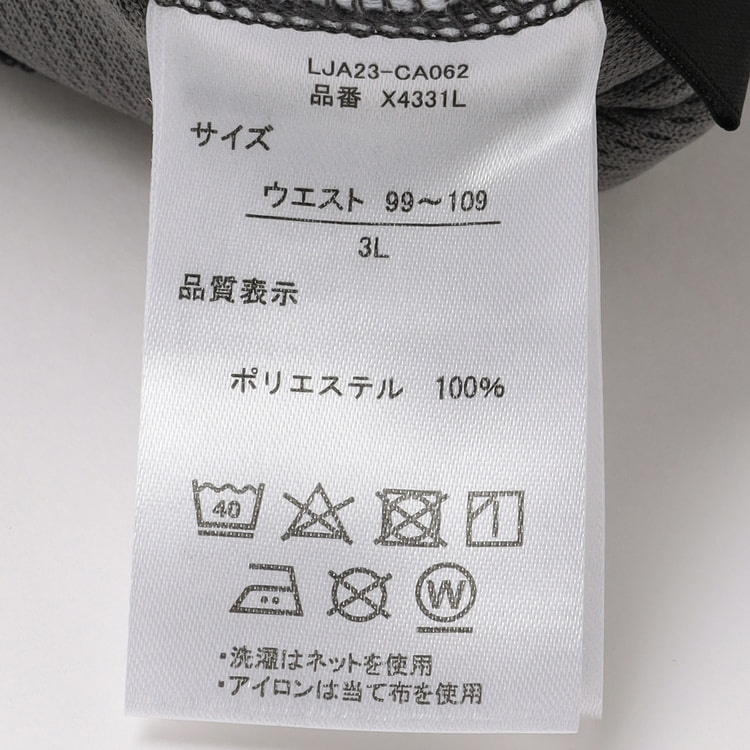 LJA23-CA062
品番 X4331L
サイズ
ウエスト 99～109
3L
品質表示
ポリエステル 100%
40
W
・洗濯はネットを使用
・アイロンは当て布を使用